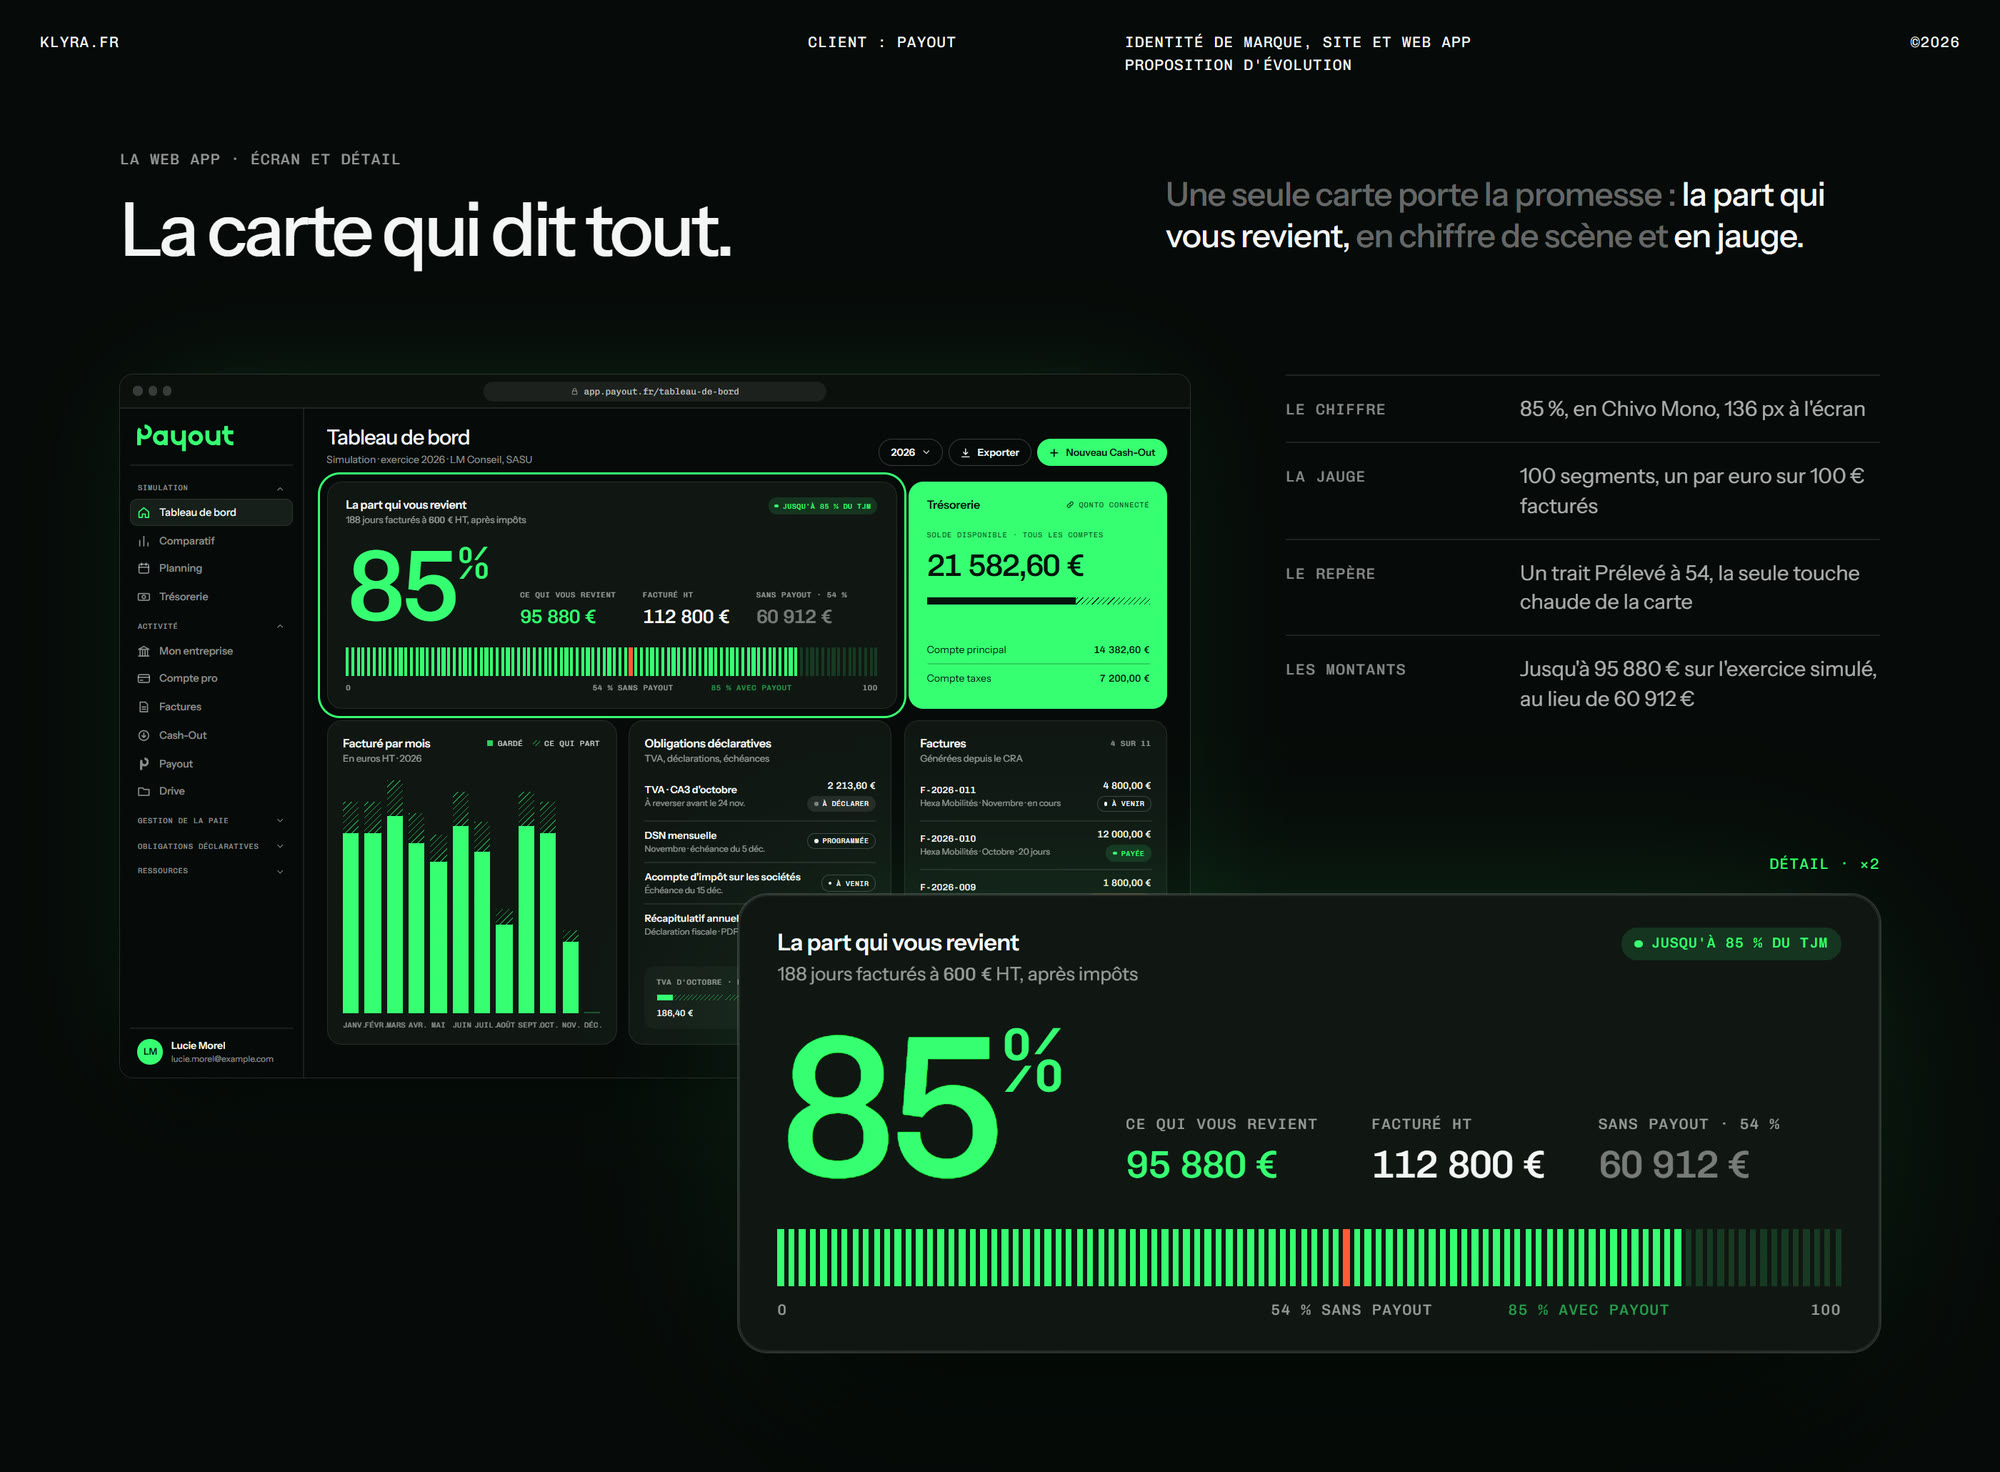 KLYRA.FR
CLIENT : PAYOUT
IDENTITÉ DE MARQUE, SITE ET WEB APP
PROPOSITION D'ÉVOLUTION
©2026
LA WEB APP · ÉCRAN ET DÉTAIL
La carte qui dit tout.
Une seule carte porte la promesse : la part qui
vous revient, en chiffre de scène et en jauge.
app.payout.fr/tableau-de-bord
Payout
SIMULATION
Tableau de bord
Comparatif
Planning
Trésorerie
ACTIVITÉ
Mon entreprise
Compte pro
Factures
Cash-Out
Payout
Drive
GESTION DE LA PAIE
OBLIGATIONS DÉCLARATIVES
RESSOURCES
LM
Lucie Morel
lucie.morel@example.com
Tableau de bord
Simulation · exercice 2026 · LM Conseil, SASU
2026
Exporter
Nouveau Cash-Out
La part qui vous revient
188 jours facturés à 600 € HT, après impôts
JUSQU'À 85 % DU TJM
85%
CE QUI VOUS REVIENT
95 880 €
FACTURÉ HT
112 800 €
SANS PAYOUT · 54 %
60 912 €
0
54 % SANS PAYOUT
85 % AVEC PAYOUT
100
Trésorerie
QONTO CONNECTÉ
SOLDE DISPONIBLE · TOUS LES COMPTES
21 582,60 €
Compte principal
14 382,60 €
Compte taxes
7 200,00 €
Facturé par mois
En euros HT · 2026
GARDÉ
CE QUI PART
JANV. FÉVR. MARS AVR. MAI JUIN JUIL. AOÛT SEPT. OCT. NOV. DÉC.
Obligations déclaratives
TVA, déclarations, échéances
TVA · CA3 d'octobre
À reverser avant le 24 nov.
2 213,60 €
À DÉCLARER
DSN mensuelle
Novembre · échéance du 5 déc.
PROGRAMMÉE
Acompte d'impôt sur les sociétés
Échéance du 15 déc.
À VENIR
Récapitulatif annuel
Déclaration fiscale · PDF
TVA D'OCTOBRE ·
186,40 €
Factures
Générées depuis le CRA
4 SUR 11
F-2026-011
Hexa Mobilités · Novembre · en cours
4 800,00 €
À VENIR
F-2026-010
Hexa Mobilités · Octobre · 20 jours
12 000,00 €
PAYÉE
F-2026-009
1 800,00 €
LE CHIFFRE
85 %, en Chivo Mono, 136 px à l'écran
LA JAUGE
100 segments, un par euro sur 100 €
facturés
LE REPÈRE
Un trait Prélevé à 54, la seule touche
chaude de la carte
LES MONTANTS
Jusqu'à 95 880 € sur l'exercice simulé,
au lieu de 60 912 €
DÉTAIL · ×2
La part qui vous revient
188 jours facturés à 600 € HT, après impôts
JUSQU'À 85 % DU TJM
85%
CE QUI VOUS REVIENT
95 880 €
FACTURÉ HT
112 800 €
SANS PAYOUT · 54 %
60 912 €
0
54 % SANS PAYOUT
85 % AVEC PAYOUT
100